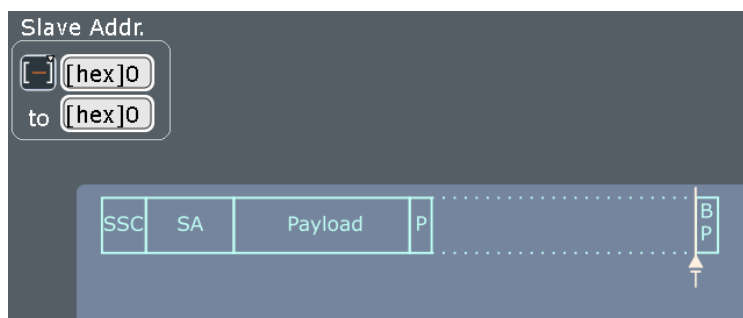 Slave Addr.
[–] [hex]0
to [hex]0
SSC SA Payload P B
P
T